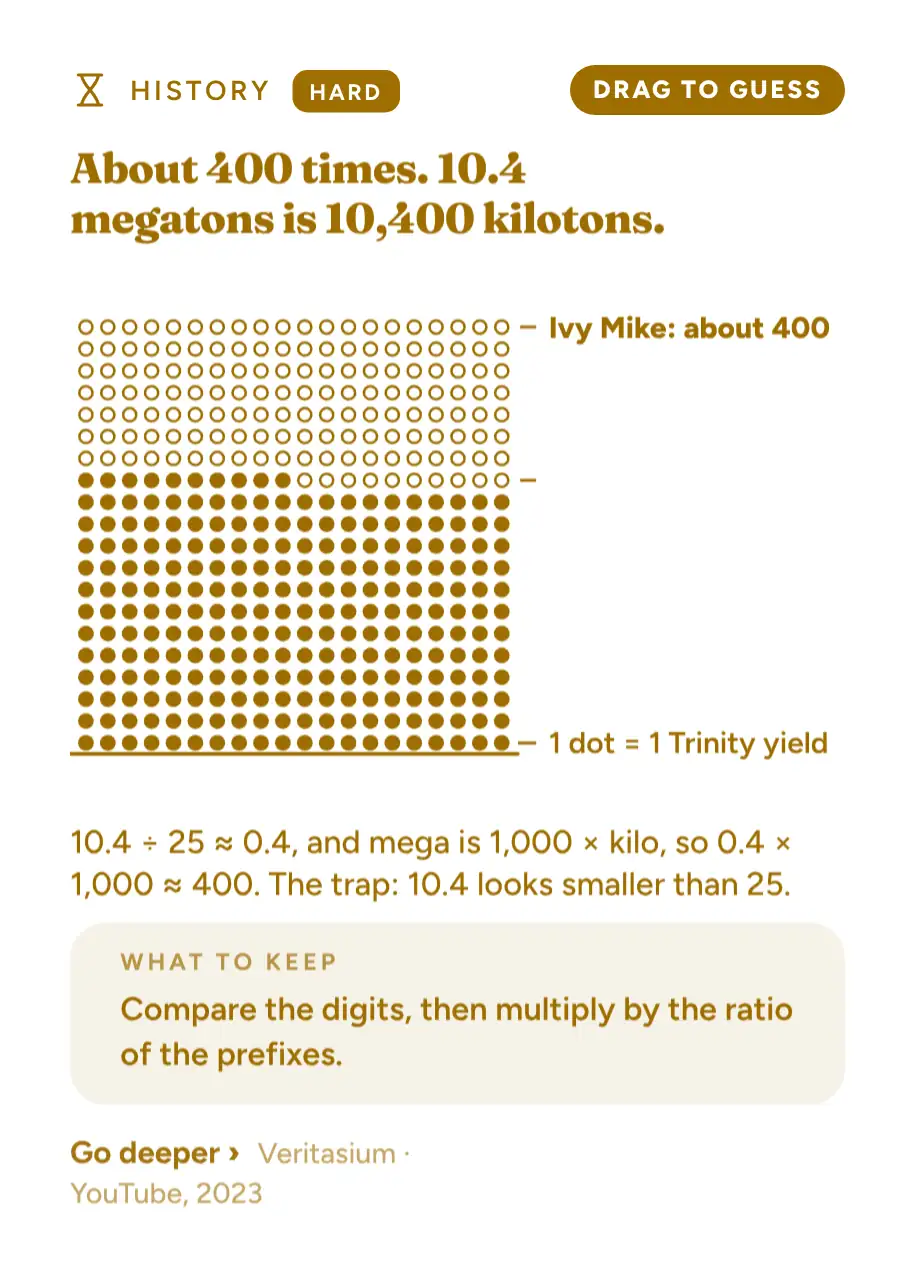 HISTORY HARD DRAG TO GUESS
About 400 times. 10.4
megatons is 10,400 kilotons.
Ivy Mike: about 400
1 dot = 1 Trinity yield
10.4 ÷ 25 ≈ 0.4, and mega is 1,000 × kilo, so 0.4 ×
1,000 ≈ 400. The trap: 10.4 looks smaller than 25.
WHAT TO KEEP
Compare the digits, then multiply by the ratio
of the prefixes.
Go deeper › Veritasium ·
YouTube, 2023